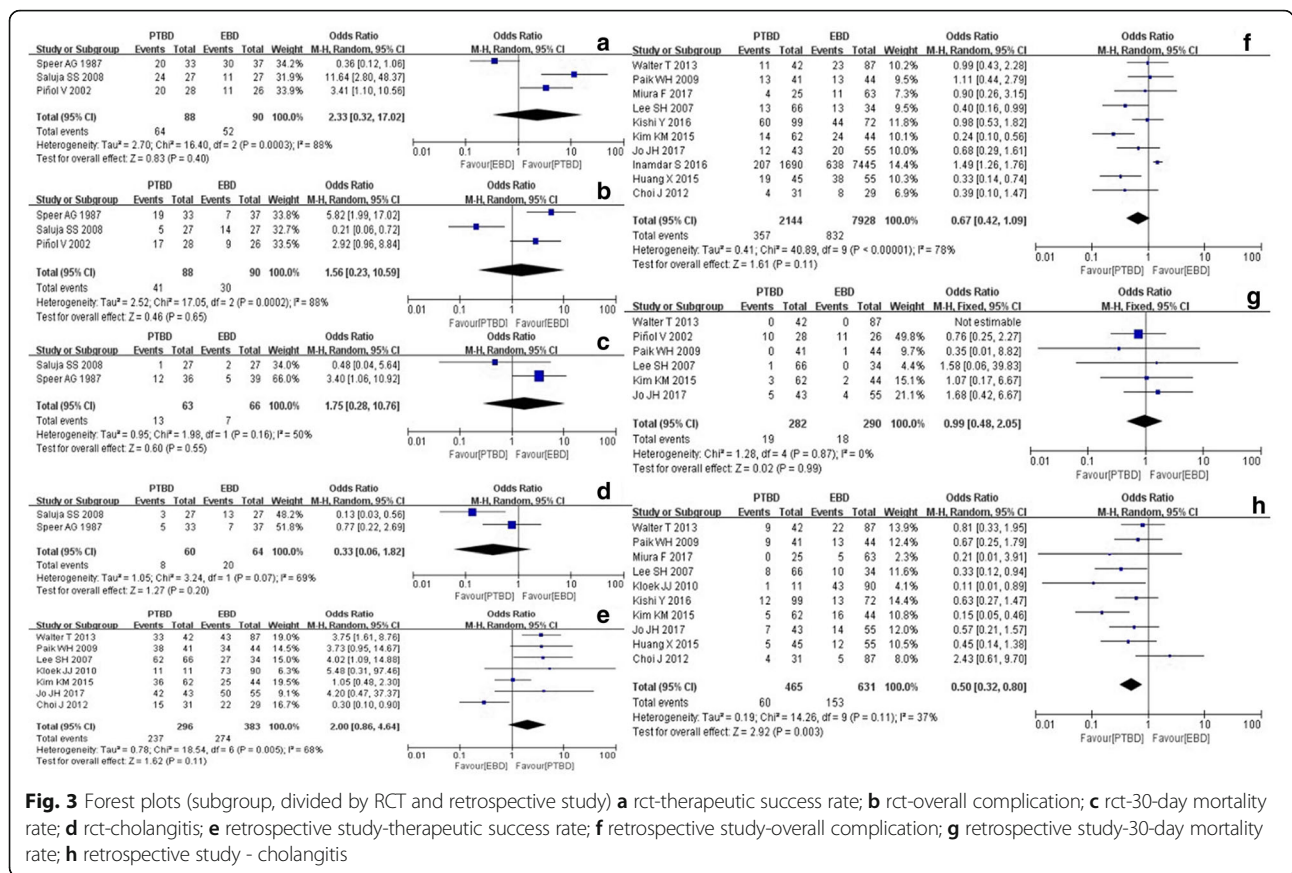 a
PTBD EBD Odds Ratio Odds Ratio
Study or Subgroup Events Total Events Total Weight M-H, Random, 95% CI M-H, Random, 95% CI
Speer AG 1987 20 33 30 37 34.2% 0.36 [0.12, 1.06]
Saluja SS 2008 24 27 11 27 31.9% 11.64 [2.80, 48.37]
Piñol V 2002 20 28 11 26 33.9% 3.41 [1.10, 10.56]
Total (95% CI) 88 90 100.0% 2.33 [0.32, 17.02]
Total events 64 52
Heterogeneity: Tau² = 2.70; Chi² = 16.40, df = 2 (P = 0.0003); I² = 88%
Test for overall effect: Z = 0.83 (P = 0.40)
0.01 0.1 1 10 100
Favour[EBD] Favour[PTBD]
b
PTBD EBD Odds Ratio Odds Ratio
Study or Subgroup Events Total Events Total Weight M-H, Random, 95% CI M-H, Random, 95% CI
Speer AG 1987 19 33 7 37 33.8% 5.82 [1.99, 17.02]
Saluja SS 2008 5 27 14 27 32.7% 0.21 [0.06, 0.72]
Piñol V 2002 17 28 9 26 33.5% 2.92 [0.96, 8.84]
Total (95% CI) 88 90 100.0% 1.56 [0.23, 10.59]
Total events 41 30
Heterogeneity: Tau² = 2.52; Chi² = 17.05, df = 2 (P = 0.0002); I² = 88%
Test for overall effect: Z = 0.46 (P = 0.65)
0.01 0.1 1 10 100
Favour[PTBD] Favour[EBD]
c
PTBD EBD Odds Ratio Odds Ratio
Study or Subgroup Events Total Events Total Weight M-H, Random, 95% CI M-H, Random, 95% CI
Saluja SS 2008 1 27 2 27 34.0% 0.48 [0.04, 5.64]
Speer AG 1987 12 36 5 39 66.0% 3.40 [1.06, 10.92]
Total (95% CI) 63 66 100.0% 1.75 [0.28, 10.76]
Total events 13 7
Heterogeneity: Tau² = 0.95; Chi² = 1.98, df = 1 (P = 0.16); I² = 50%
Test for overall effect: Z = 0.60 (P = 0.55)
0.01 0.1 1 10 100
Favour[PTBD] Favour[EBD]
d
PTBD EBD Odds Ratio Odds Ratio
Study or Subgroup Events Total Events Total Weight M-H, Random, 95% CI M-H, Random, 95% CI
Saluja SS 2008 3 27 13 27 48.2% 0.13 [0.03, 0.56]
Speer AG 1987 5 33 7 37 51.8% 0.77 [0.22, 2.69]
Total (95% CI) 60 64 100.0% 0.33 [0.06, 1.82]
Total events 8 20
Heterogeneity: Tau² = 1.05; Chi² = 3.24, df = 1 (P = 0.07); I² = 69%
Test for overall effect: Z = 1.27 (P = 0.20)
0.01 0.1 1 10 100
Favour[PTBD] Favour[EBD]
e
PTBD EBD Odds Ratio Odds Ratio
Study or Subgroup Events Total Events Total Weight M-H, Random, 95% CI M-H, Random, 95% CI
Walter T 2013 33 42 43 87 19.0% 3.75 [1.61, 8.76]
Paik WH 2009 38 41 34 44 14.5% 3.73 [0.95, 14.67]
Lee SH 2007 62 66 27 34 15.1% 4.02 [1.09, 14.88]
Kloek JJ 2010 11 11 73 90 6.3% 5.48 [0.31, 97.46]
Kim KM 2015 36 62 25 44 19.5% 1.05 [0.48, 2.30]
Jo JH 2017 42 43 50 55 9.1% 4.20 [0.47, 37.37]
Choi J 2012 15 31 22 29 16.6% 0.30 [0.10, 0.90]
Total (95% CI) 296 383 100.0% 2.00 [0.86, 4.64]
Total events 237 274
Heterogeneity: Tau² = 0.78; Chi² = 18.54, df = 6 (P = 0.005); I² = 68%
Test for overall effect: Z = 1.62 (P = 0.11)
0.01 0.1 1 10 100
Favour[EBD] Favour[PTBD]
f
PTBD EBD Odds Ratio Odds Ratio
Study or Subgroup Events Total Events Total Weight M-H, Random, 95% CI M-H, Random, 95% CI
Walter T 2013 11 42 23 87 10.2% 0.99 [0.43, 2.28]
Paik WH 2009 13 41 13 44 9.6% 1.11 [0.44, 2.79]
Miura F 2017 4 25 11 63 7.2% 0.90 [0.26, 3.15]
Lee SH 2007 13 66 13 34 9.7% 0.40 [0.16, 0.99]
Kishi Y 2016 60 99 44 72 12.1% 0.98 [0.53, 1.82]
Kim KM 2015 14 62 24 44 10.1% 0.24 [0.10, 0.56]
Jo JH 2017 12 43 20 55 10.0% 0.68 [0.29, 1.61]
Inamdar S 2016 207 1690 638 7445 14.4% 1.49 [1.26, 1.76]
Huang X 2015 19 45 38 55 10.2% 0.33 [0.14, 0.74]
Choi J 2012 4 31 8 29 6.5% 0.39 [0.10, 1.47]
Total (95% CI) 2144 7928 100.0% 0.67 [0.42, 1.09]
Total events 357 832
Heterogeneity: Tau² = 0.41; Chi² = 40.89, df = 9 (P < 0.00001); I² = 78%
Test for overall effect: Z = 1.61 (P = 0.11)
0.01 0.1 1 10 100
Favour[PTBD] Favour[EBD]
g
PTBD EBD Odds Ratio Odds Ratio
Study or Subgroup Events Total Events Total Weight M-H, Fixed, 95% CI M-H, Fixed, 95% CI
Walter T 2013 0 42 0 87 Not estimable
Piñol V 2002 10 28 11 26 49.8% 0.76 [0.25, 2.27]
Paik WH 2009 0 41 1 44 9.7% 0.35 [0.01, 8.82]
Lee SH 2007 1 66 0 34 4.4% 1.58 [0.06, 39.83]
Kim KM 2015 3 62 2 44 15.1% 1.07 [0.17, 6.67]
Jo JH 2017 5 43 4 55 21.1% 1.68 [0.42, 6.67]
Total (95% CI) 282 290 100.0% 0.99 [0.48, 2.05]
Total events 19 18
Heterogeneity: Chi² = 1.28, df = 4 (P = 0.87); I² = 0%
Test for overall effect: Z = 0.02 (P = 0.99)
0.01 0.1 1 10 100
Favour[PTBD] Favour[EBD]
h
PTBD EBD Odds Ratio Odds Ratio
Study or Subgroup Events Total Events Total Weight M-H, Random, 95% CI M-H, Random, 95% CI
Walter T 2013 9 42 22 87 13.9% 0.81 [0.33, 1.95]
Paik WH 2009 9 41 13 44 12.4% 0.67 [0.25, 1.79]
Miura F 2017 0 25 5 63 2.3% 0.21 [0.01, 3.91]
Lee SH 2007 8 66 10 34 11.6% 0.33 [0.12, 0.94]
Kloek JJ 2010 1 11 43 90 4.2% 0.11 [0.01, 0.89]
Kishi Y 2016 12 99 13 72 14.3% 0.63 [0.27, 1.47]
Kim KM 2015 5 62 16 44 10.8% 0.15 [0.05, 0.46]
Jo JH 2017 7 43 14 55 12.0% 0.57 [0.21, 1.57]
Huang X 2015 5 45 12 55 10.5% 0.45 [0.14, 1.38]
Choi J 2012 4 31 5 87 8.0% 2.43 [0.61, 9.70]
Total (95% CI) 465 631 100.0% 0.50 [0.32, 0.80]
Total events 60 153
Heterogeneity: Tau² = 0.19; Chi² = 14.26, df = 9 (P = 0.11); I² = 37%
Test for overall effect: Z = 2.92 (P = 0.003)
0.01 0.1 1 10 100
Favour[PTBD] Favour[EBD]
Fig. 3 Forest plots (subgroup, divided by RCT and retrospective study) a rct-therapeutic success rate; b rct-overall complication; c rct-30-day mortality
rate; d rct-cholangitis; e retrospective study-therapeutic success rate; f retrospective study-overall complication; g retrospective study-30-day mortality
rate; h retrospective study - cholangitis